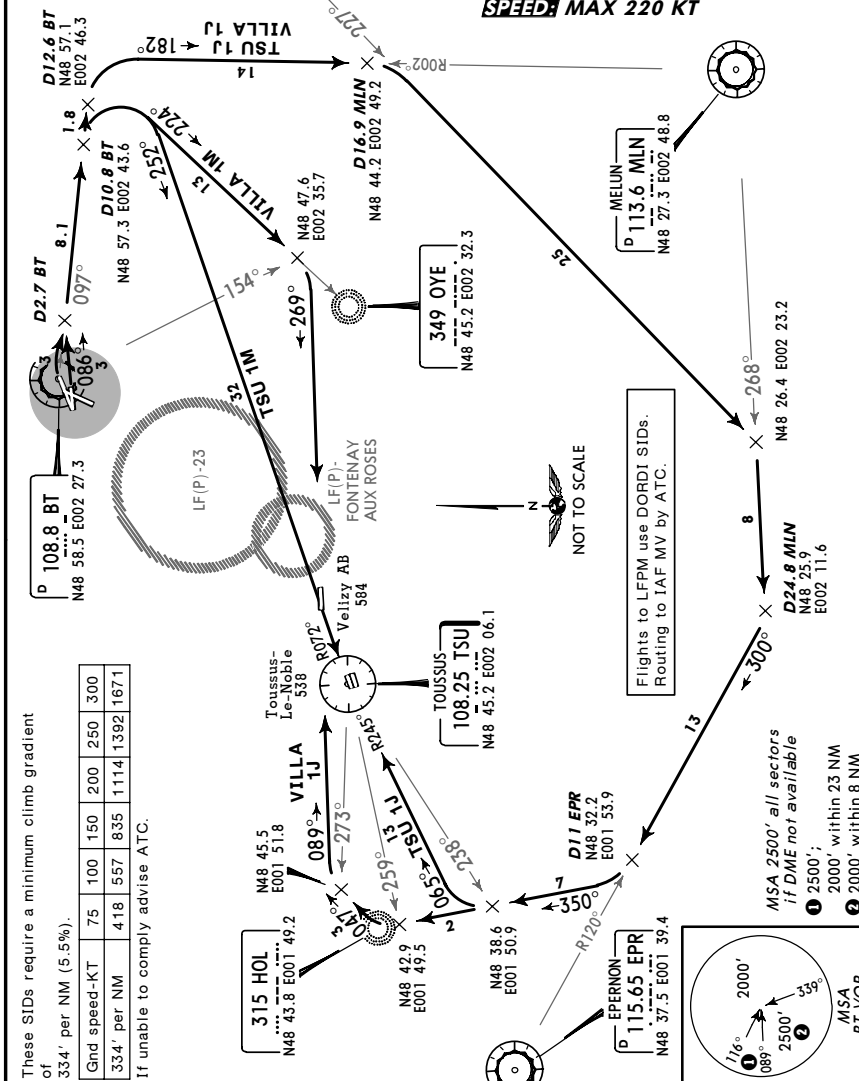 SPEED: MAX 220 KT
These SIDs require a minimum climb gradient
of
334' per NM (5.5%).
Gnd speed-KT 75 100 150 200 250 300
334' per NM 418 557 835 1114 1392 1671
If unable to comply advise ATC.
D 108.8 BT
N48 58.5 E002 27.3
D2.7 BT
3
3
086°
8.1
097°
D10.8 BT
N48 57.3 E002 43.6
1.8
D12.6 BT
N48 57.1
E002 46.3
182°
TSU 1J
VILLA 1J
14
227°
R002°
D16.9 MLN
N48 44.2 E002 49.2
MELUN
D 113.6 MLN
N48 27.3 E002 48.8
224°
VILLA 1M
13
252°
TSU 1M
32
154°
N48 47.6
E002 35.7
349 OYE
N48 45.2 E002 32.3
269°
LF(P)-23
LF(P)-
FONTENAY
AUX ROSES
N
NOT TO SCALE
Velizy AB
584
R072°
Toussus-
Le-Noble
538
TOUSSUS
108.25 TSU
N48 45.2 E002 06.1
25
268°
N48 26.4 E002 23.2
8
D24.8 MLN
N48 25.9
E002 11.6
300°
13
Flights to LFPM use DORDI SIDs.
Routing to IAF MV by ATC.
D11 EPR
N48 32.2
E001 53.9
R120°
7
350°
EPERNON
D 115.65 EPR
N48 37.5 E001 39.4
N48 38.6
E001 50.9
2
065°
TSU 1J
13
R245°
238°
259°
273°
N48 42.9
E001 49.5
315 HOL
N48 43.8 E001 49.2
047°
3
N48 45.5
E001 51.8
089°
VILLA
1J
MSA 2500' all sectors
if DME not available
1 2500';
2000' within 23 NM
2 2000' within 8 NM
116°
089°
339°
2000'
2500'
1
2
MSA
BT VOR